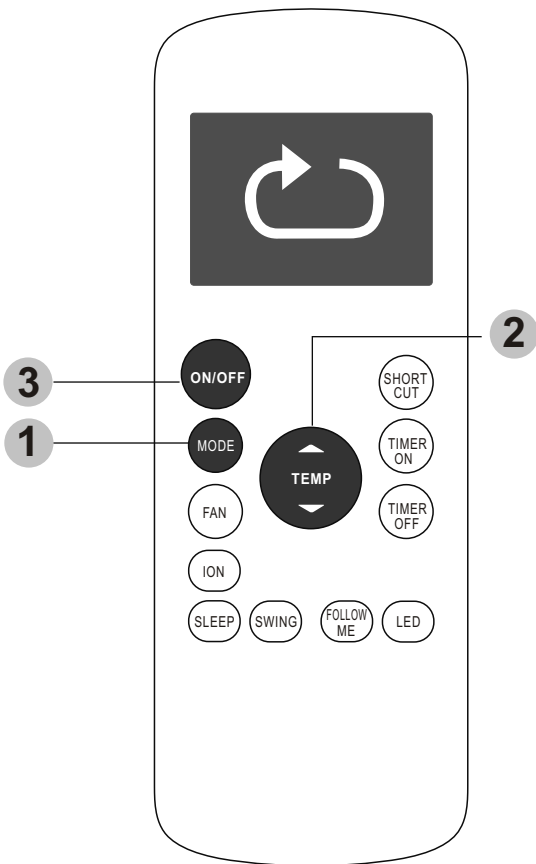 2
3
ON/OFF
SHORT
CUT
1
MODE
TEMP
TIMER
ON
FAN
TIMER
OFF
ION
SLEEP
SWING
FOLLOW
ME
LED